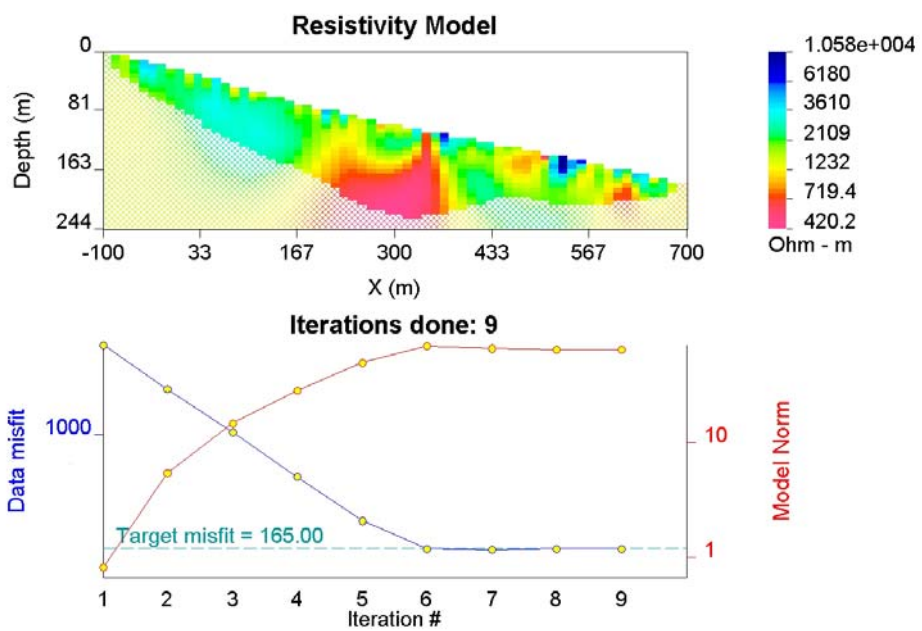 Resistivity Model
Depth (m)
0
81
163
244
-100 33 167 300 433 567 700
X (m)
1.058e+004
6180
3610
2109
1232
719.4
420.2
Ohm - m
Iterations done: 9
Data misfit
1000
Target misfit = 165.00
10
1
Model Norm
1 2 3 4 5 6 7 8 9
Iteration #